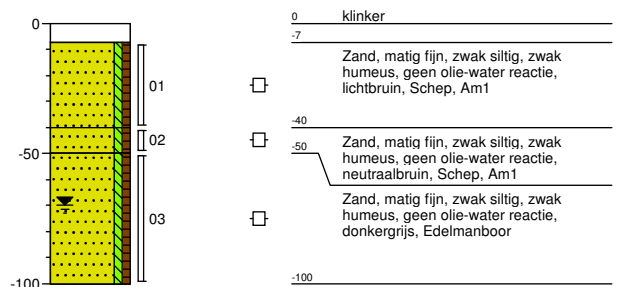 0
-50
-100
01
02
03
0 klinker
-7
Zand, matig fijn, zwak siltig, zwak
humeus, geen olie-water reactie,
lichtbruin, Schep, Am1
-40
Zand, matig fijn, zwak siltig, zwak
humeus, geen olie-water reactie,
neutraalbruin, Schep, Am1
-50
Zand, matig fijn, zwak siltig, zwak
humeus, geen olie-water reactie,
donkergrijs, Edelmanboor
-100